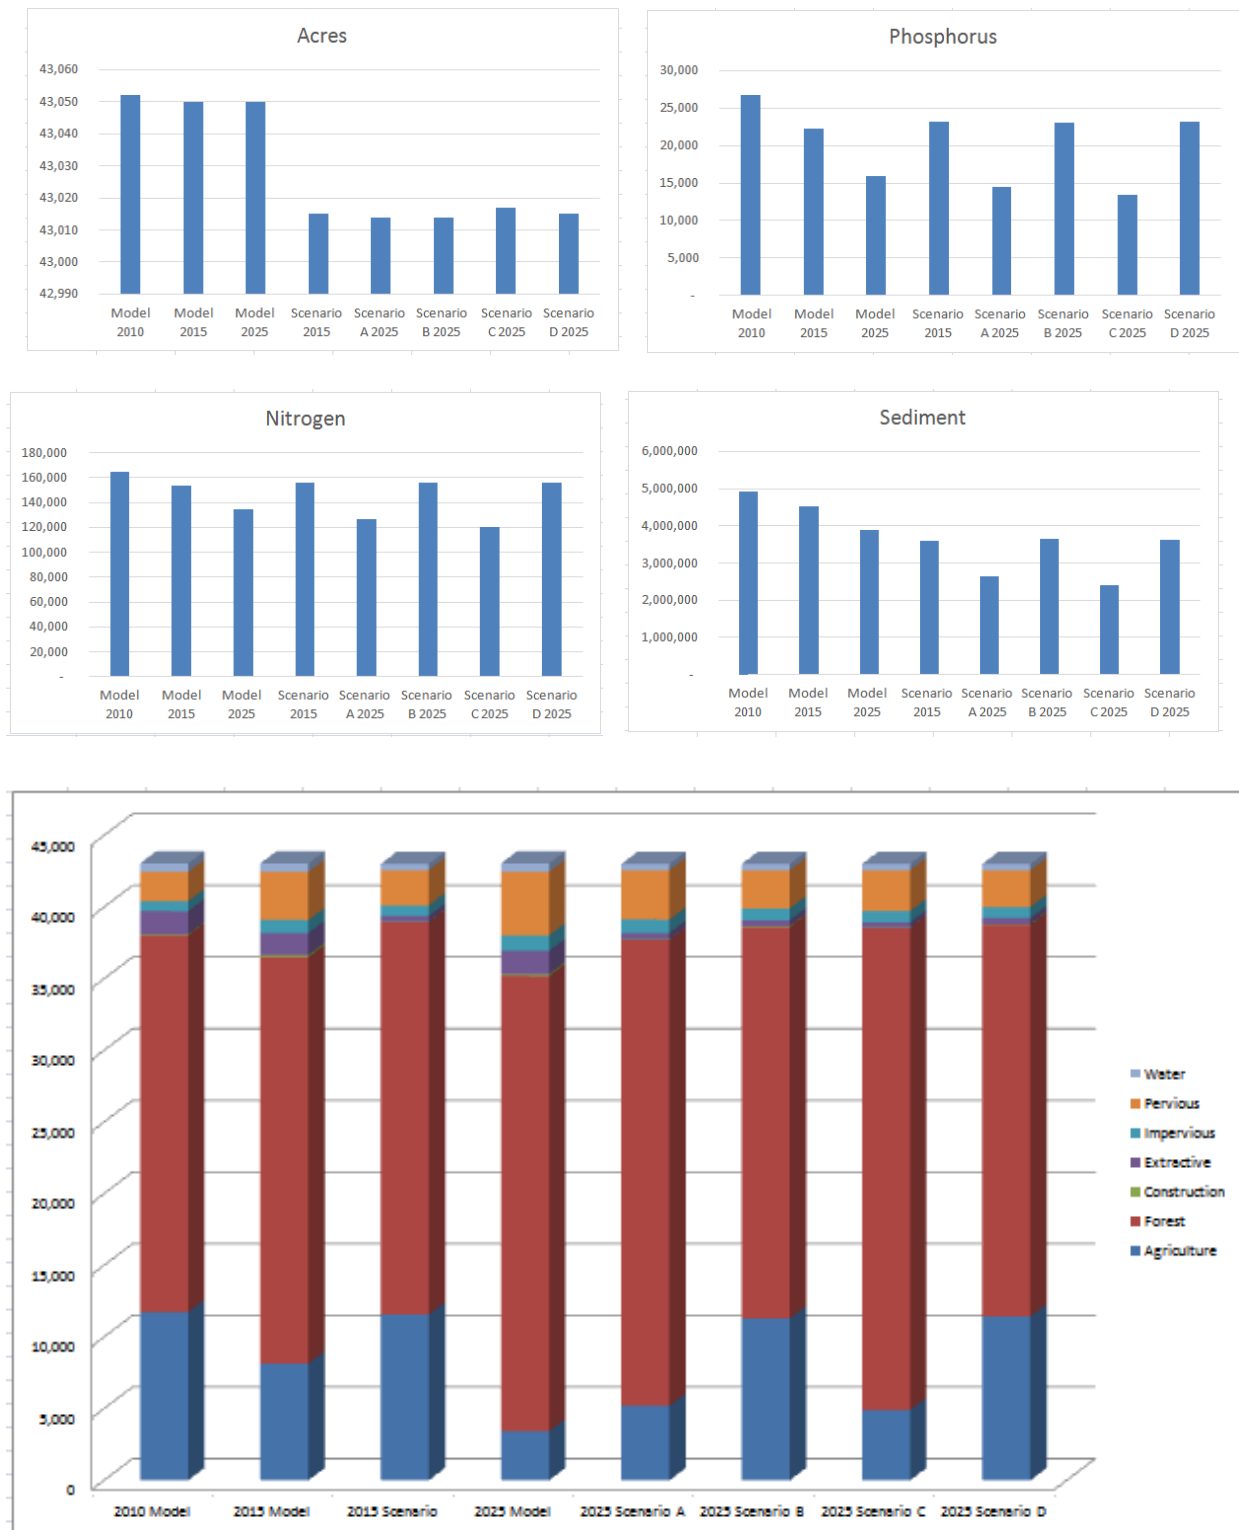 Acres
43,060
43,050
43,040
43,030
43,020
43,010
43,000
42,990
Model 2010
Model 2015
Model 2025
Scenario 2015
Scenario A 2025
Scenario B 2025
Scenario C 2025
Scenario D 2025
Phosphorus
30,000
25,000
20,000
15,000
10,000
5,000
-
Model 2010
Model 2015
Model 2025
Scenario 2015
Scenario A 2025
Scenario B 2025
Scenario C 2025
Scenario D 2025
Nitrogen
180,000
160,000
140,000
120,000
100,000
80,000
60,000
40,000
20,000
-
Model 2010
Model 2015
Model 2025
Scenario 2015
Scenario A 2025
Scenario B 2025
Scenario C 2025
Scenario D 2025
Sediment
6,000,000
5,000,000
4,000,000
3,000,000
2,000,000
1,000,000
-
Model 2010
Model 2015
Model 2025
Scenario 2015
Scenario A 2025
Scenario B 2025
Scenario C 2025
Scenario D 2025
45,000
40,000
35,000
30,000
25,000
20,000
15,000
10,000
5,000
0
2010 Model
2015 Model
2015 Scenario
2025 Model
2025 Scenario A
2025 Scenario B
2025 Scenario C
2025 Scenario D
Water
Pervious
Impervious
Extractive
Construction
Forest
Agriculture